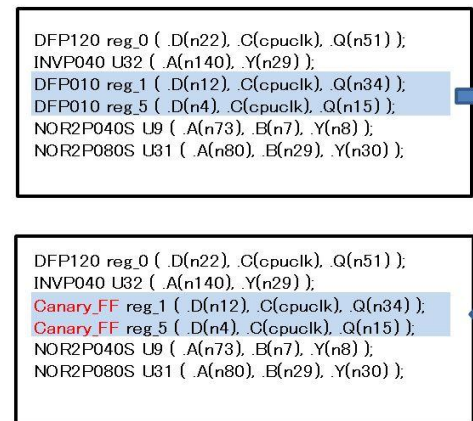 DFP120 reg_0 ( .D(n22), .C(cpuclk), .Q(n51) );
INVP040 U32 ( .A(n140), .Y(n29) );
DFP010 reg_1 ( .D(n12), .C(cpuclk), .Q(n34) );
DFP010 reg_5 ( .D(n4), .C(cpuclk), .Q(n15) );
NOR2P040S U9 ( .A(n73), .B(n7), .Y(n8) );
NOR2P080S U31 ( .A(n80), .B(n29), .Y(n30) );
DFP120 reg_0 ( .D(n22), .C(cpuclk), .Q(n51) );
INVP040 U32 ( .A(n140), .Y(n29) );
Canary_FF reg_1 ( .D(n12), .C(cpuclk), .Q(n34) );
Canary_FF reg_5 ( .D(n4), .C(cpuclk), .Q(n15) );
NOR2P040S U9 ( .A(n73), .B(n7), .Y(n8) );
NOR2P080S U31 ( .A(n80), .B(n29), .Y(n30) );